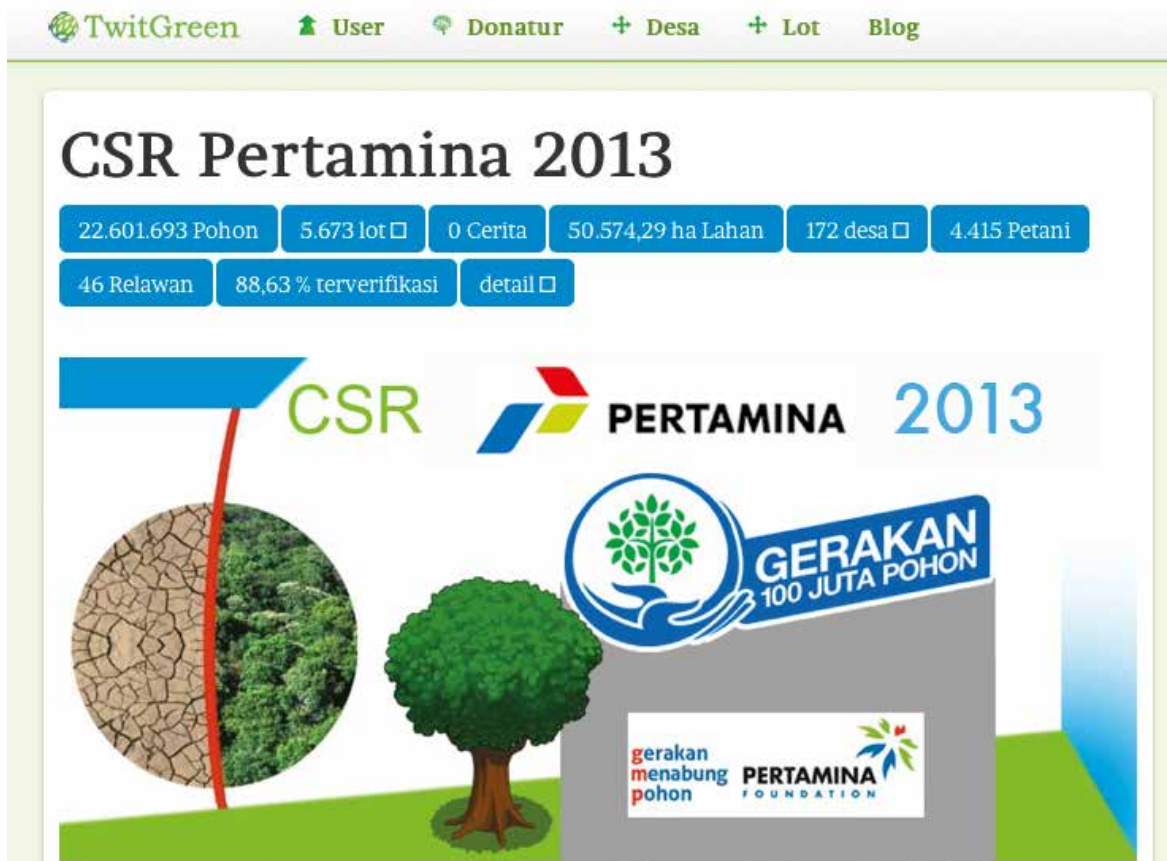 TwitGreen User Donatur Desa Lot Blog
CSR Pertamina 2013
22.601.693 Pohon 5.673 lot 0 Cerita 50.574,29 ha Lahan 172 desa 4.415 Petani
46 Relawan 88,63 % terverifikasi detail
CSR PERTAMINA 2013
GERAKAN
100 JUTA POHON
gerakan
menabung
pohon
PERTAMINA
FOUNDATION